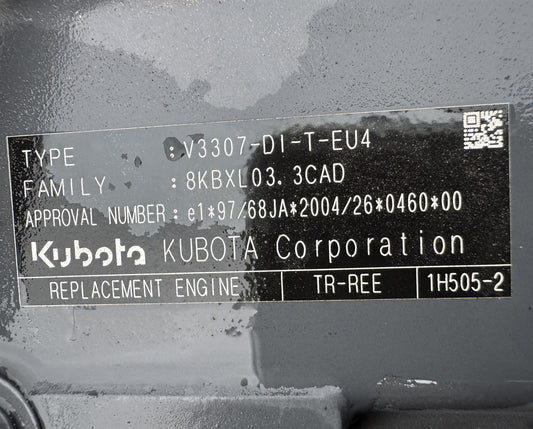 TYPE : V3307-DI-T-EU4
FAMILY : 8KBXL03.3CAD
APPROVAL NUMBER : e1*97/68JA*2004/26*0460*00
Kubota KUBOTA Corporation
REPLACEMENT ENGINE TR-REE 1H505-2